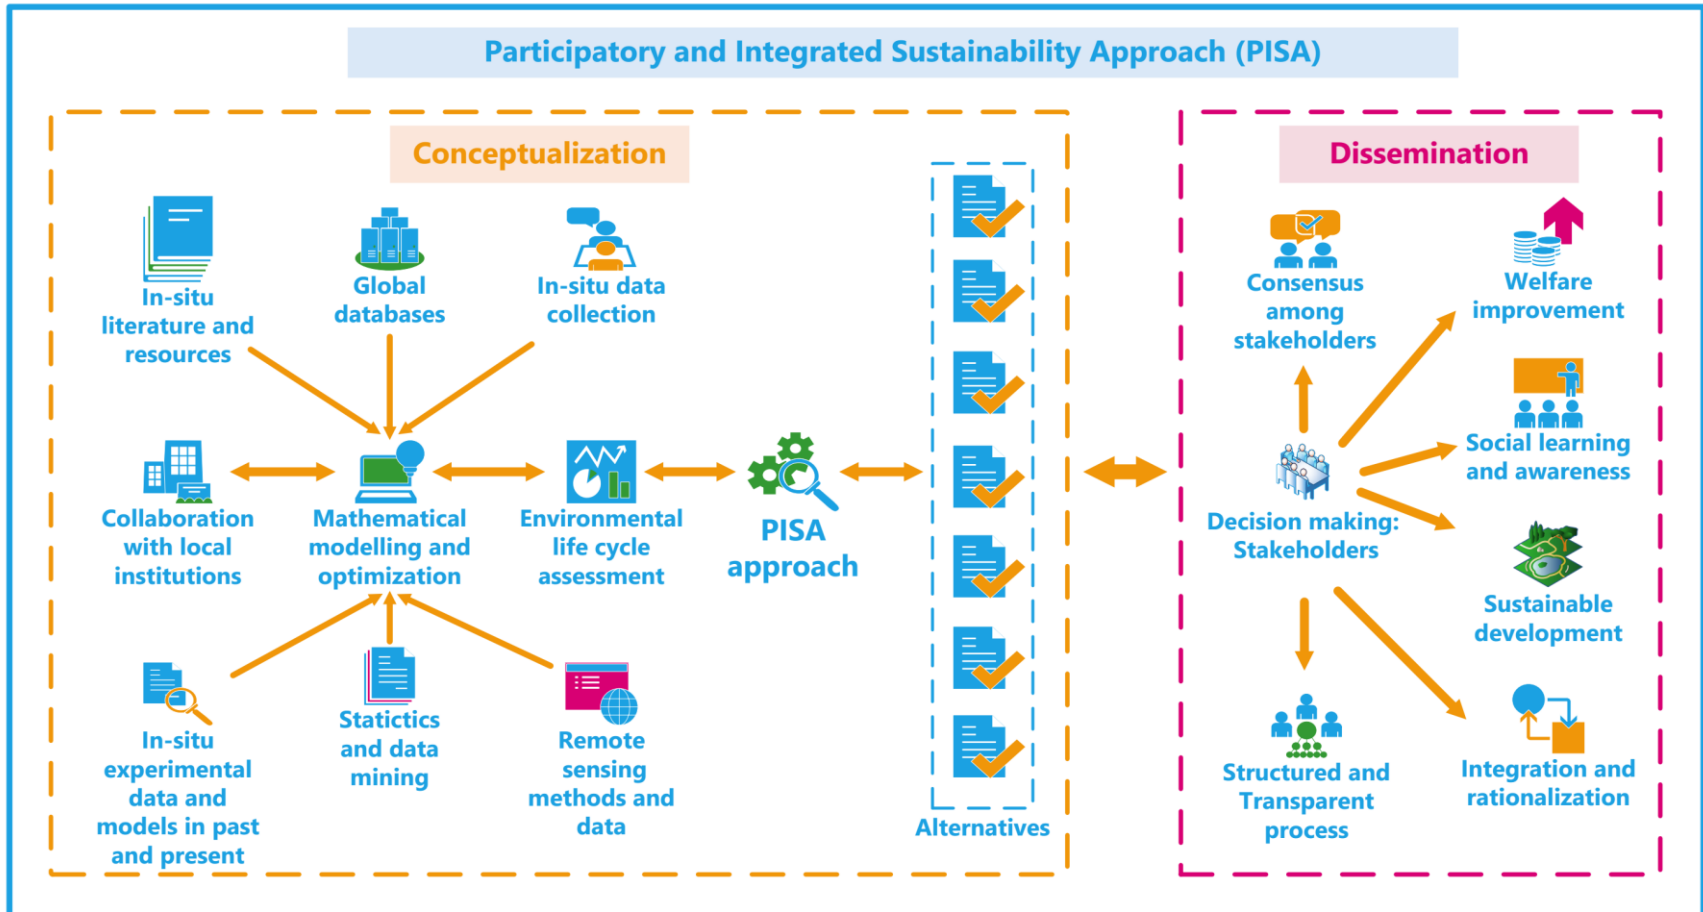 Participatory and Integrated Sustainability Approach (PISA)
Conceptualization
In-situ
literature and
resources
Global
databases
In-situ data
collection
Collaboration
with local
institutions
Mathematical
modelling and
optimization
Environmental
life cycle
assessment
PISA
approach
In-situ
experimental
data and
models in past
and present
Statictics
and data
mining
Remote
sensing
methods and
data
Alternatives
Dissemination
Consensus
among
stakeholders
Welfare
improvement
Social learning
and awareness
Decision making:
Stakeholders
Sustainable
development
Structured and
Transparent
process
Integration and
rationalization